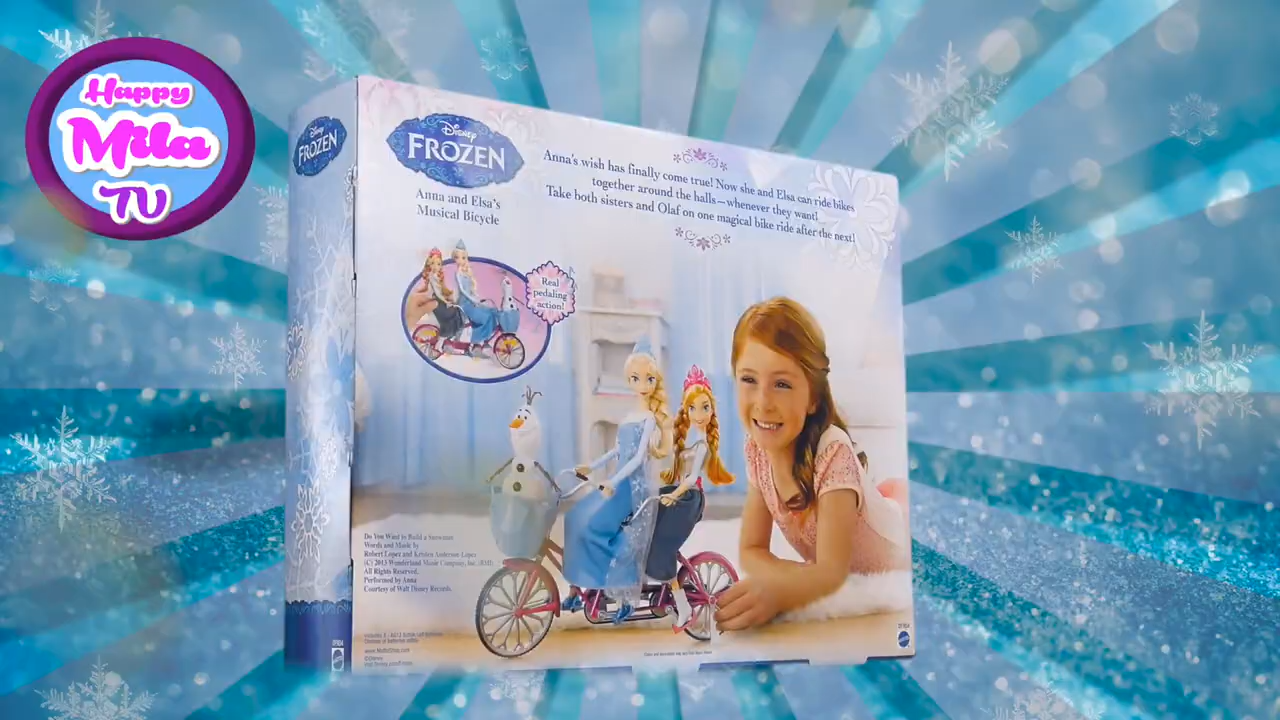 Happy
Mila
TV
Disney
FROZEN
Disney
FROZEN
Anna and Elsa's
Musical Bicycle
Anna's wish has finally come true! Now she and Elsa can ride bikes
together around the halls—whenever they want!
Take both sisters and Olaf on one magical bike ride after the next!
Real
pedaling
action!
Do You Want to Build a Snowman
Words and Music by
Robert Lopez and Kristen Anderson-Lopez
(C) 2013 Wonderland Music Company, Inc. (BMI)
All Rights Reserved.
Performed by Anna
Courtesy of Walt Disney Records.
©Disney